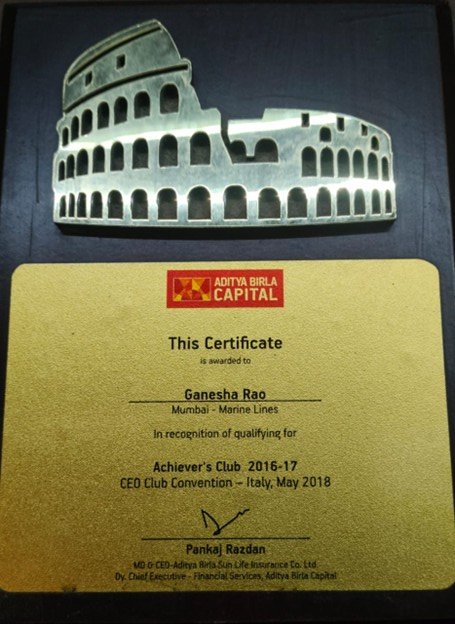 ADITYA BIRLA
CAPITAL
This Certificate
is awarded to
Ganesha Rao
Mumbai - Marine Lines
In recognition of qualifying for
Achiever's Club 2016-17
CEO Club Convention – Italy, May 2018
Pankaj Razdan
MD & CEO-Aditya Birla Sun Life Insurance Co. Ltd.
Dy. Chief Executive - Financial Services, Aditya Birla Capital